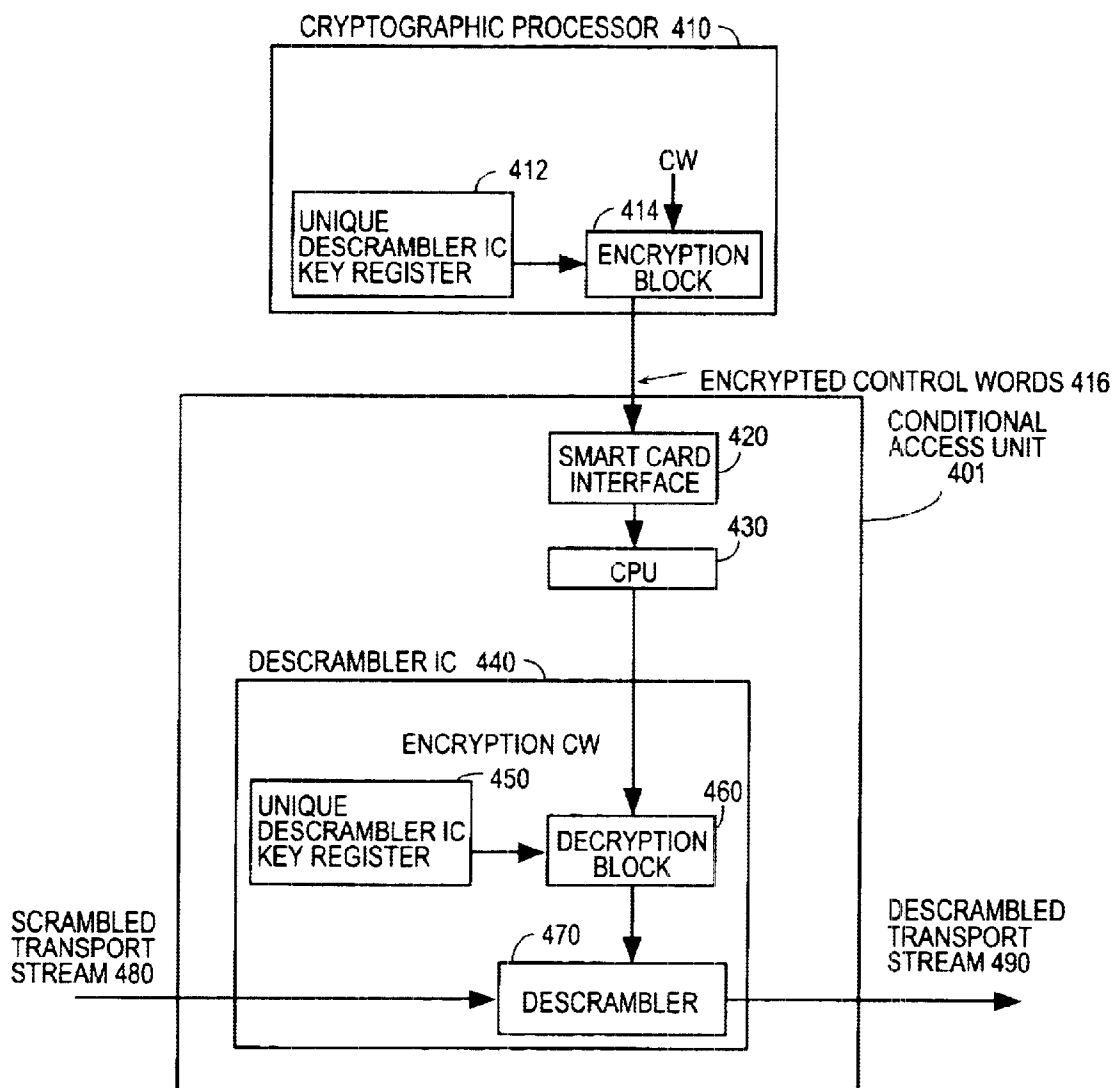 CRYPTOGRAPHIC PROCESSOR 410
CW
412
UNIQUE
DESCRAMBLER IC
KEY REGISTER
414
ENCRYPTION
BLOCK
ENCRYPTED CONTROL WORDS 416
CONDITIONAL
ACCESS UNIT
401
420
SMART CARD
INTERFACE
430
CPU
DESCRAMBLER IC 440
ENCRYPTION CW
450
UNIQUE
DESCRAMBLER IC
KEY REGISTER
460
DECRYPTION
BLOCK
SCRAMBLED
TRANSPORT
STREAM 480
470
DESCRAMBLER
DESCRAMBLED
TRANSPORT
STREAM 490